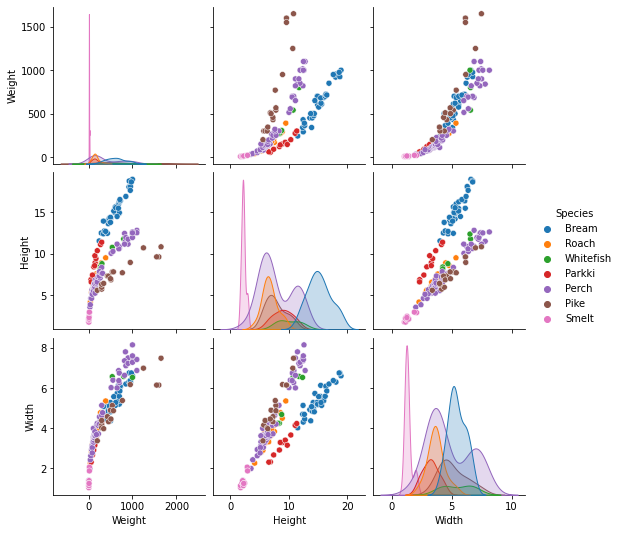 1500
1000
500
0
Weight
15
10
5
Height
8
6
4
2
Width
0
1000
2000
Weight
0
10
20
Height
0
5
10
Width
Species
Bream
Roach
Whitefish
Parkki
Perch
Pike
Smelt